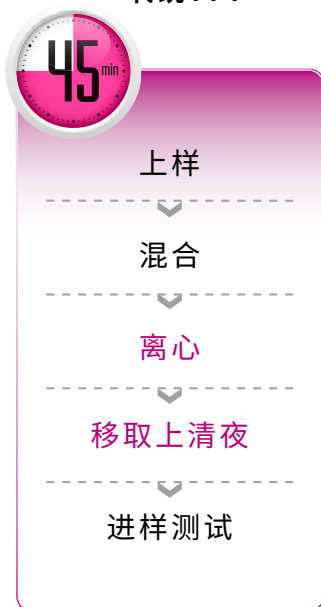 45 min
上样
混合
离心
移取上清夜
进样测试